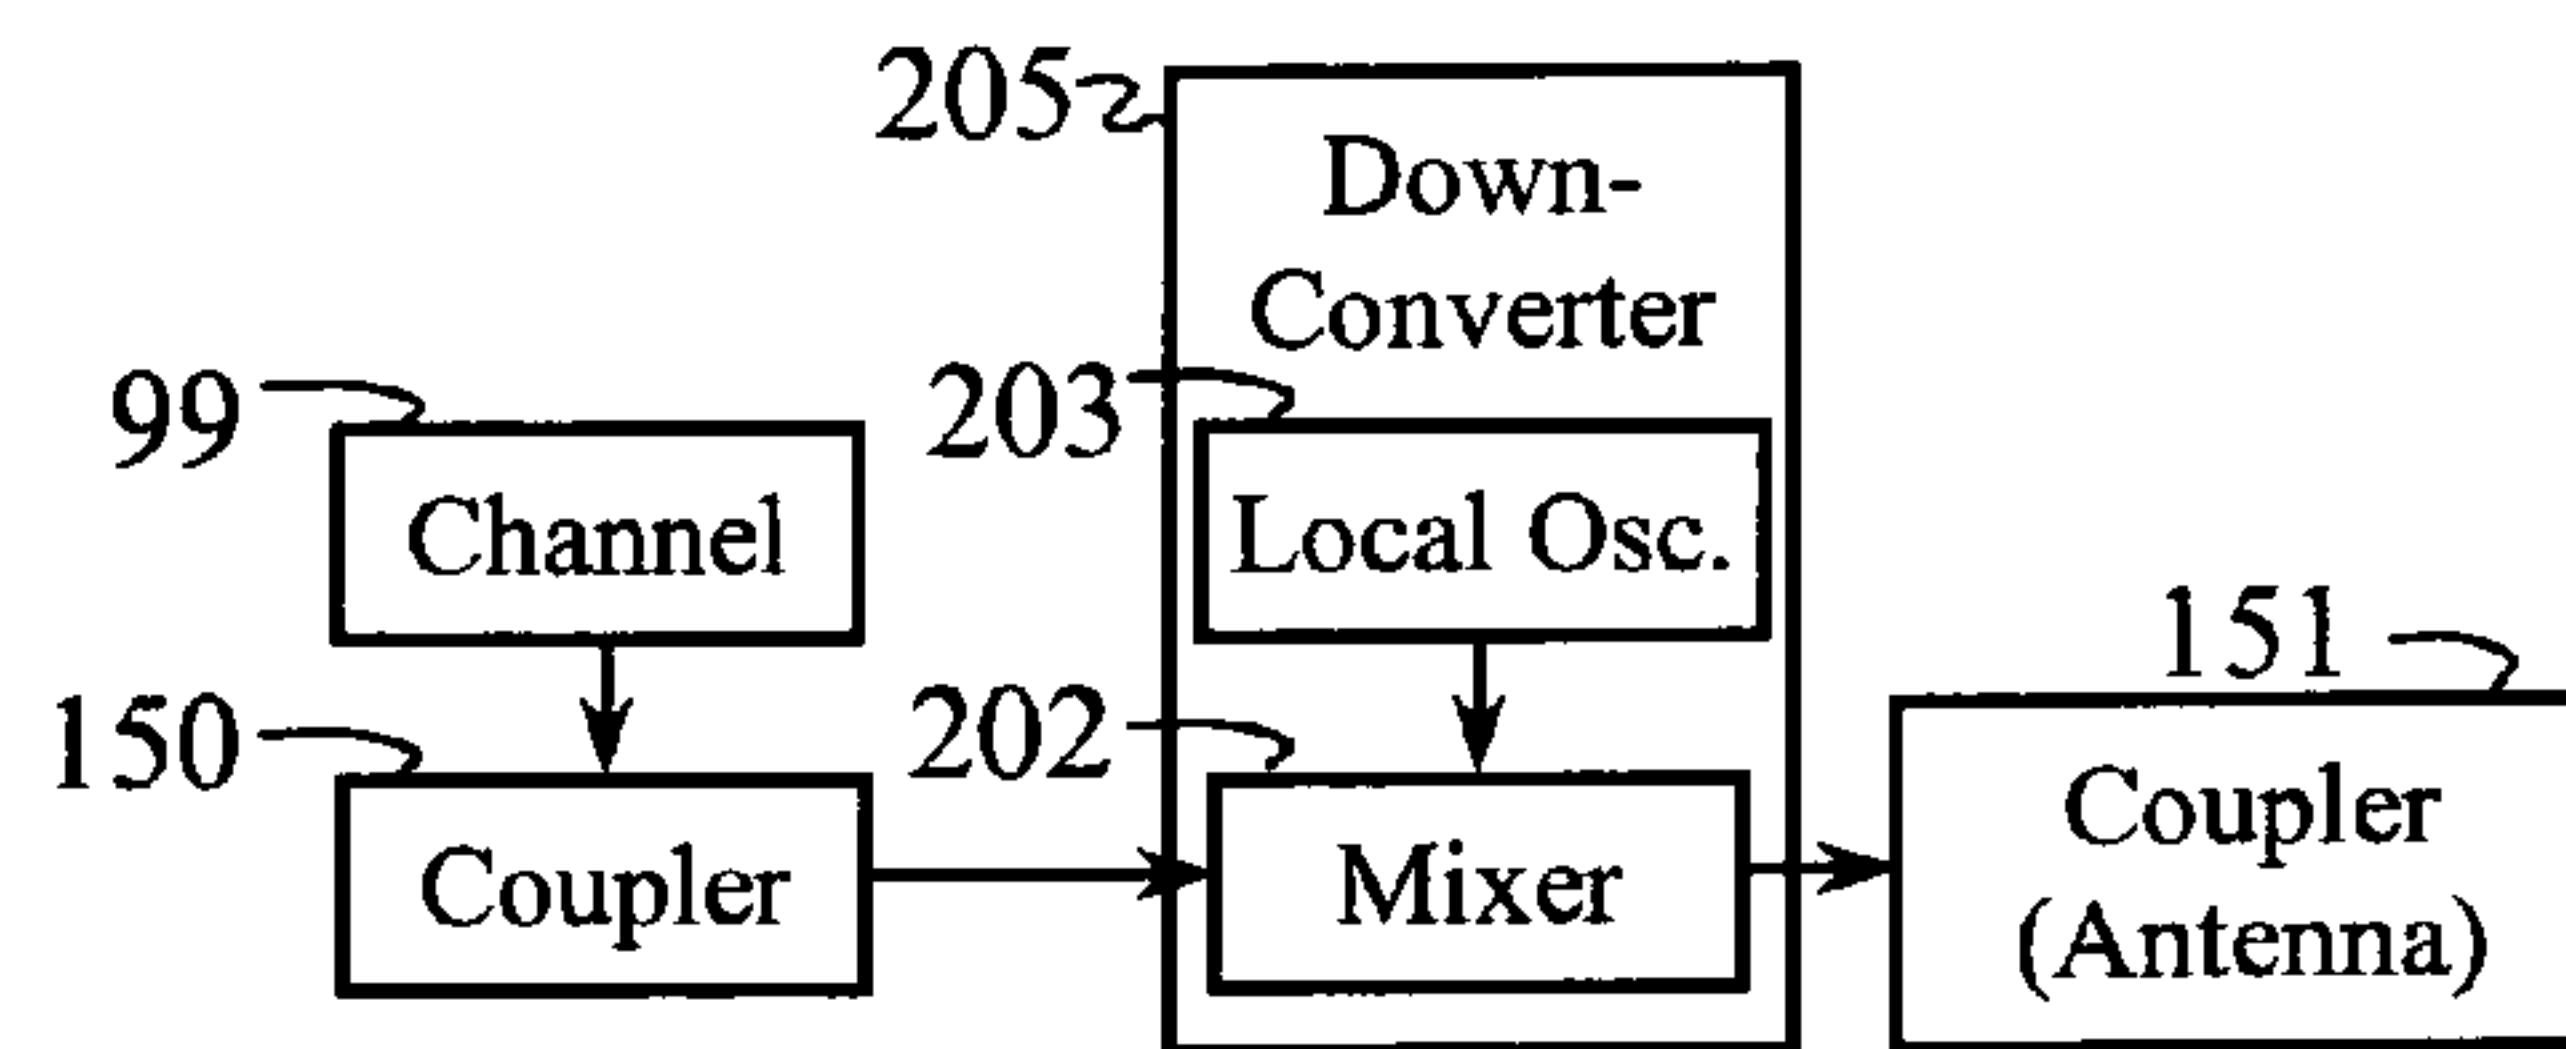 205
Down-
Converter
99
203
Channel
Local Osc.
151
150
202
Coupler
Mixer
Coupler
(Antenna)